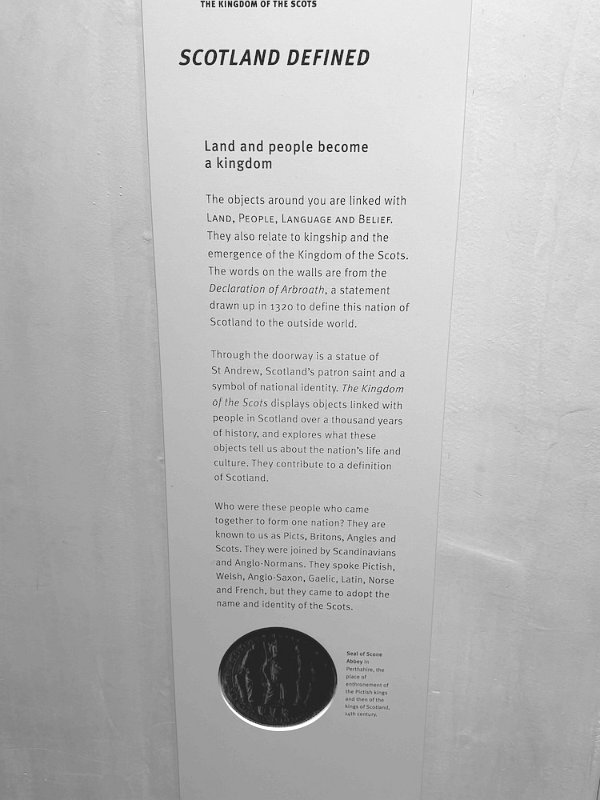 THE KINGDOM OF THE SCOTS
SCOTLAND DEFINED
Land and people become
a kingdom
The objects around you are linked with
LAND, PEOPLE, LANGUAGE AND BELIEF.
They also relate to kingship and the
emergence of the Kingdom of the Scots.
The words on the walls are from the
Declaration of Arbroath, a statement
drawn up in 1320 to define this nation of
Scotland to the outside world.
Through the doorway is a statue of
St Andrew, Scotland's patron saint and a
symbol of national identity. The Kingdom
of the Scots displays objects linked with
people in Scotland over a thousand years
of history, and explores what these
objects tell us about the nation's life and
culture. They contribute to a definition
of Scotland.
Who were these people who came
together to form one nation? They are
known to us as Picts, Britons, Angles and
Scots. They were joined by Scandinavians
and Anglo-Normans. They spoke Pictish,
Welsh, Anglo-Saxon, Gaelic, Latin, Norse
and French, but they came to adopt the
name and identity of the Scots.
Seal of Scone
Abbey in
Perthshire, the
place of
enthronement of
the Pictish kings
and then of the
kings of Scotland,
14th century.